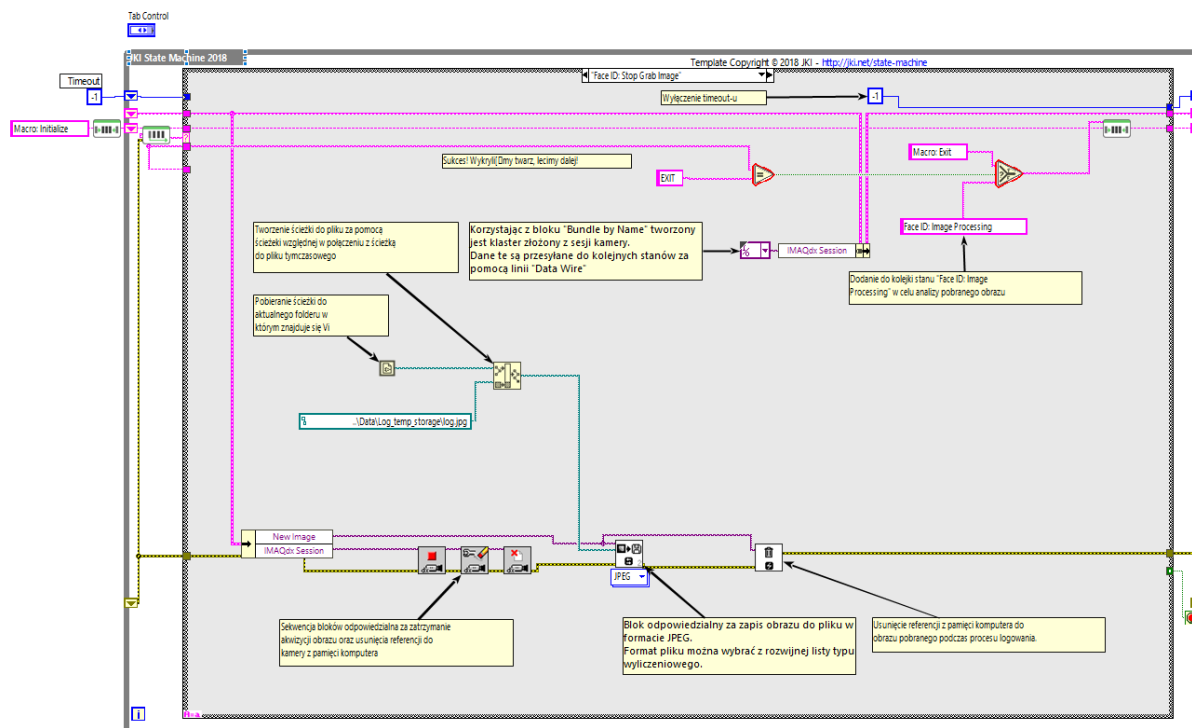 Tab Control
JKI State Machine 2018
Template Copyright © 2018 JKI - http://jki.net/state-machine
"Face ID: Stop Grab Image"
Timeout
-1
Wyłączenie timeout-u
-1
Macro: Initialize
Sukces! Wykryli[]my twarz, lecimy dalej!
Macro: Exit
EXIT
=
Face ID: Image Processing
Tworzenie ścieżki do pliku za pomocą
ścieżeki względnej w połączeniu z ścieżką
do pliku tymczasowego
Korzystając z bloku "Bundle by Name" tworzony
jest klaster złożony z sesji kamery.
Dane te są przesyłane do kolejnych stanów za
pomocą linii "Data Wire"
IMAQdx Session
Dodanie do kolejki stanu "Face ID: Image
Processing" w celu analizy pobranego obrazu
Pobieranie ścieżki do
aktualnego folderu w
którym znajduje się Vi
..\Data\Log_temp_storage\log.jpg
New Image
IMAQdx Session
JPEG
Sekwencja bloków odpowiedzialna za zatrzymanie
akwizycji obrazu oraz usunięcia referencji do
kamery z pamięci komputera
Blok odpowiedzialny za zapis obrazu do pliku w
formacie JPEG.
Format pliku można wybrać z rozwijnej listy typu
wyliczeniowego.
Usunięcie referencji z pamięci komputera do
obrazu pobranego podczas procesu logowania.
i